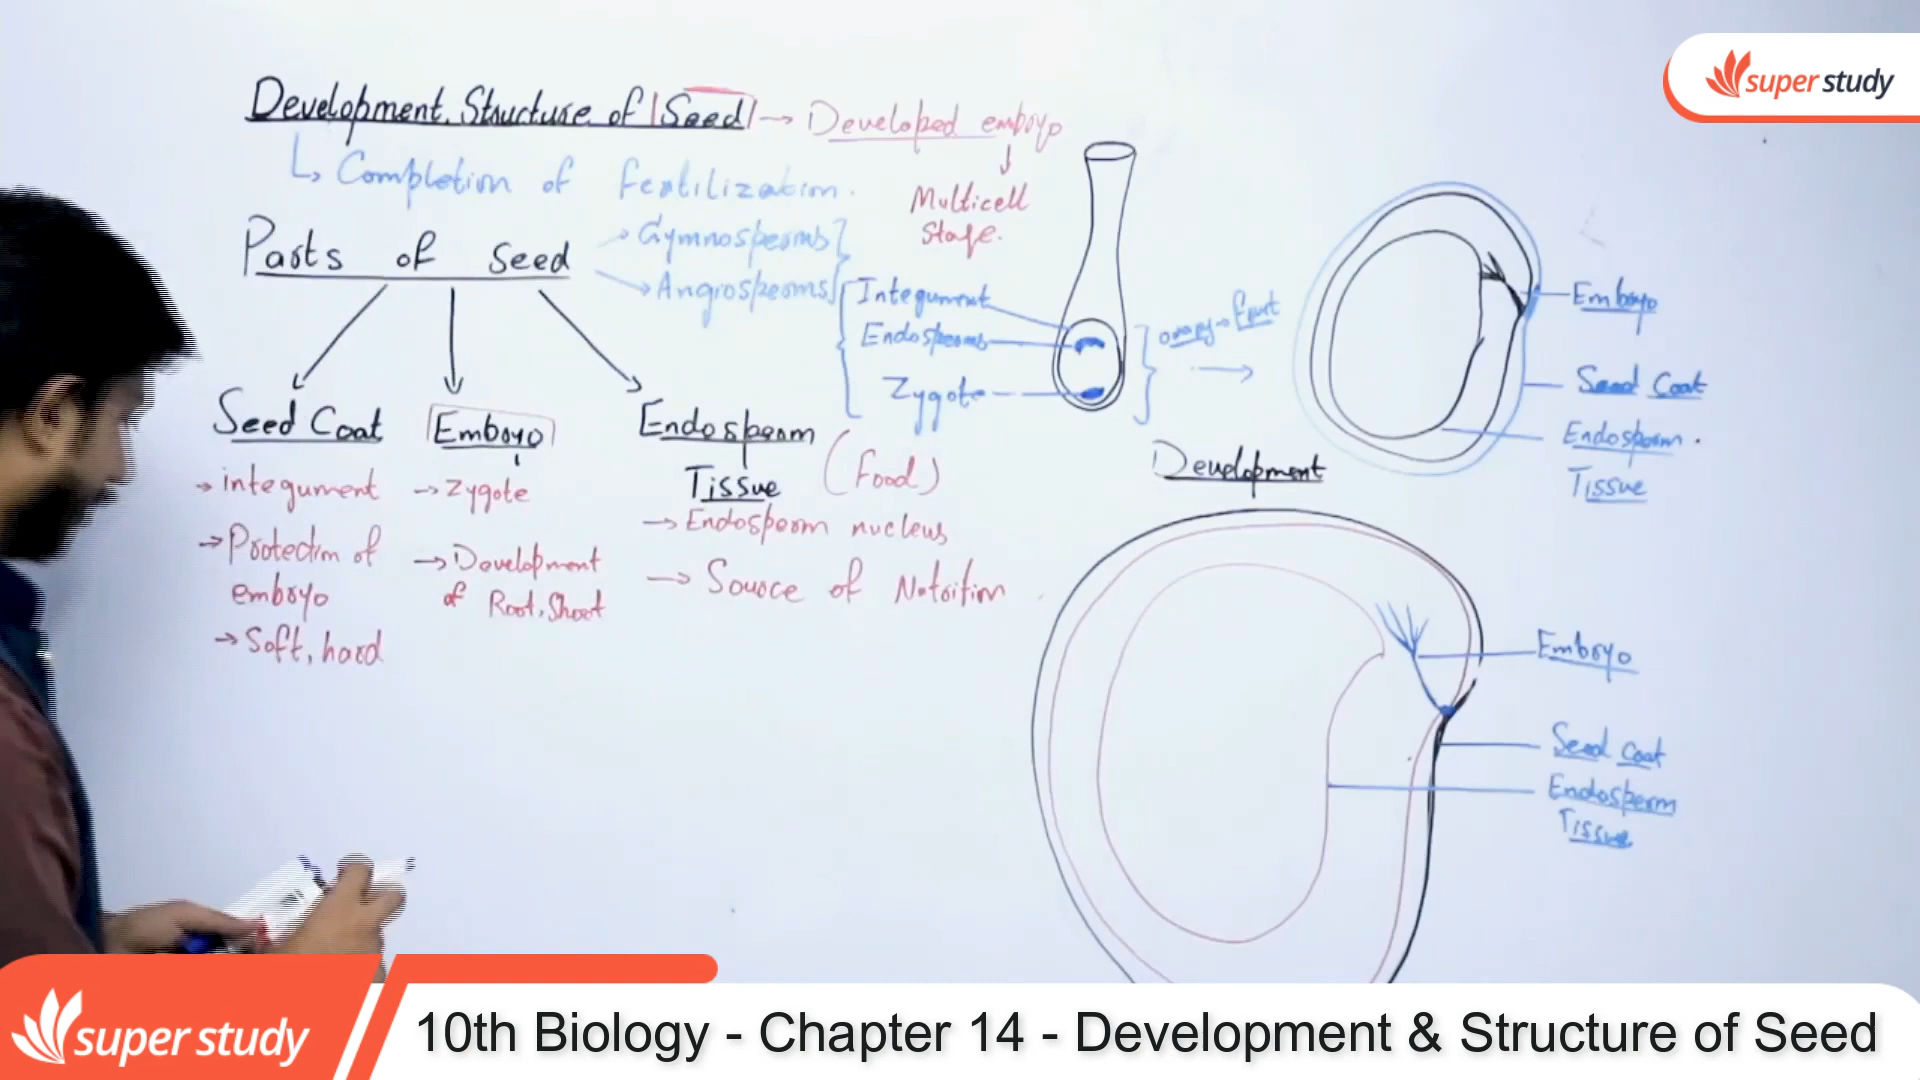 super study
Development, Structure of |Seed| → Developed embryo
↳ Completion of fertilization.
Multicell
Stage.
Parts of Seed
→ Gymnosperms
→ Angiosperms
Integument
Endosperms
Zygote
ovary → fruit
Embryo
Seed Coat
Endosperm.
Tissue
Seed Coat
→ integument
→ Protection of
embryo
→ Soft, hard
Embryo
→ Zygote
→ Development
of Root, Shoot
Endosperm
Tissue (Food)
→ Endosperm nucleus
→ Source of Nutrition
Development
Embryo
Seed Coat
Endosperm
Tissue
super study
10th Biology - Chapter 14 - Development & Structure of Seed